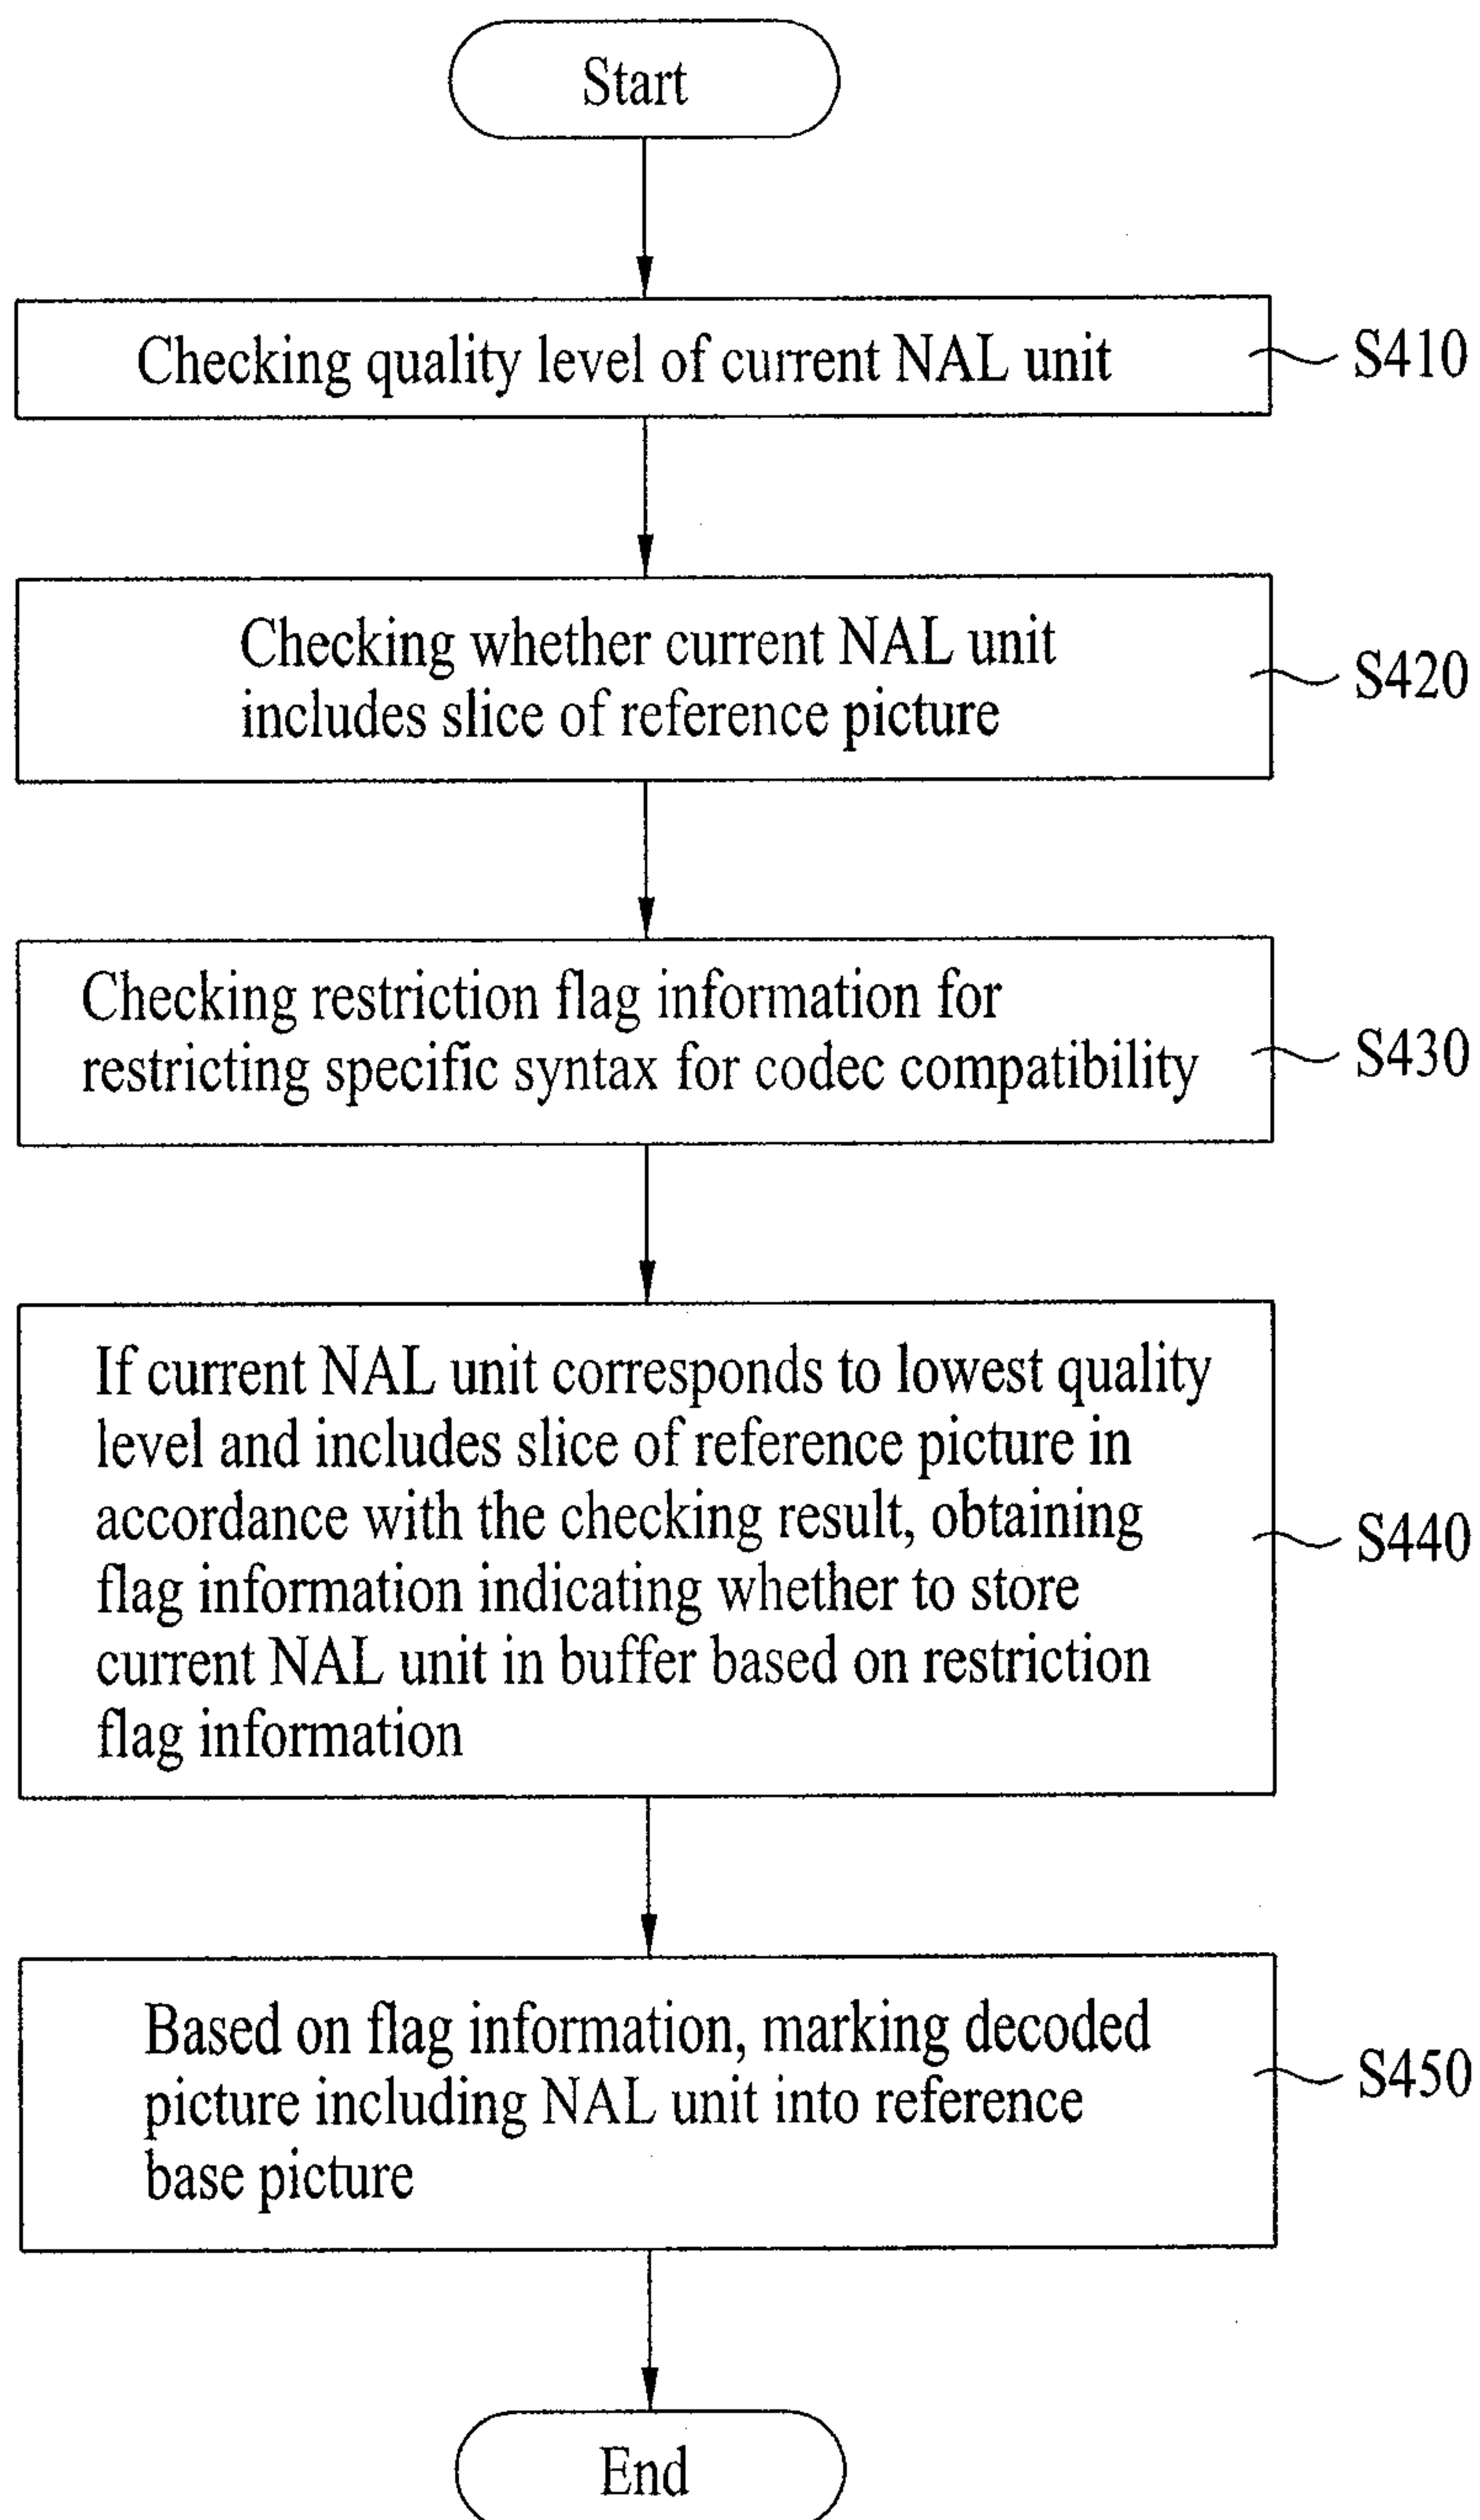 Start
Checking quality level of current NAL unit
S410
Checking whether current NAL unit
includes slice of reference picture
S420
Checking restriction flag information for
restricting specific syntax for codec compatibility
S430
If current NAL unit corresponds to lowest quality
level and includes slice of reference picture in
accordance with the checking result, obtaining
flag information indicating whether to store
current NAL unit in buffer based on restriction
flag information
S440
Based on flag information, marking decoded
picture including NAL unit into reference
base picture
S450
End